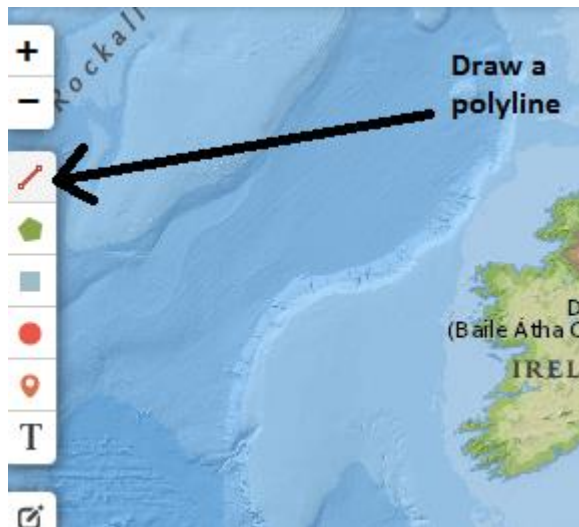 +
Rockall
Draw a
polyline
−
D
(Baile Átha C
IREL
T